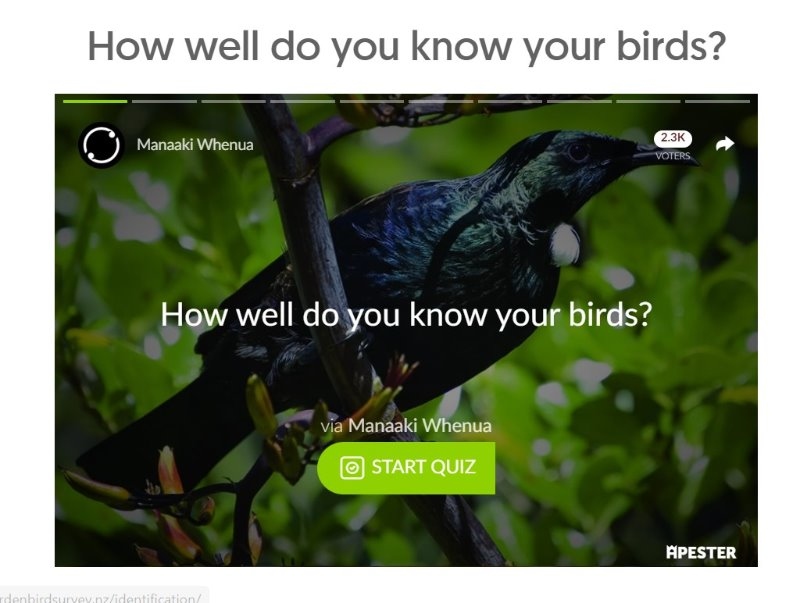 How well do you know your birds?
Manaaki Whenua
2.3K
VOTERS
How well do you know your birds?
via Manaaki Whenua
START QUIZ
APESTER
rdenbirdsurvey.nz/identification/